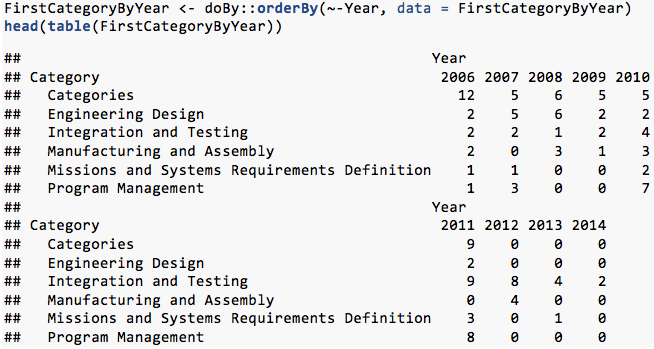 FirstCategoryByYear <- doBy::orderBy(~-Year, data = FirstCategoryByYear)
head(table(FirstCategoryByYear))
##                                           Year
## Category                                   2006 2007 2008 2009 2010
##   Categories                                 12    5    6    5    5
##   Engineering Design                          2    5    6    2    2
##   Integration and Testing                     2    2    1    2    4
##   Manufacturing and Assembly                  2    0    3    1    3
##   Missions and Systems Requirements Definition    1    1    0    0    2
##   Program Management                          1    3    0    0    7
##                                           Year
## Category                                   2011 2012 2013 2014
##   Categories                                  9    0    0    0
##   Engineering Design                          2    0    0    0
##   Integration and Testing                     9    8    4    2
##   Manufacturing and Assembly                  0    4    0    0
##   Missions and Systems Requirements Definition    3    0    1    0
##   Program Management                          8    0    0    0